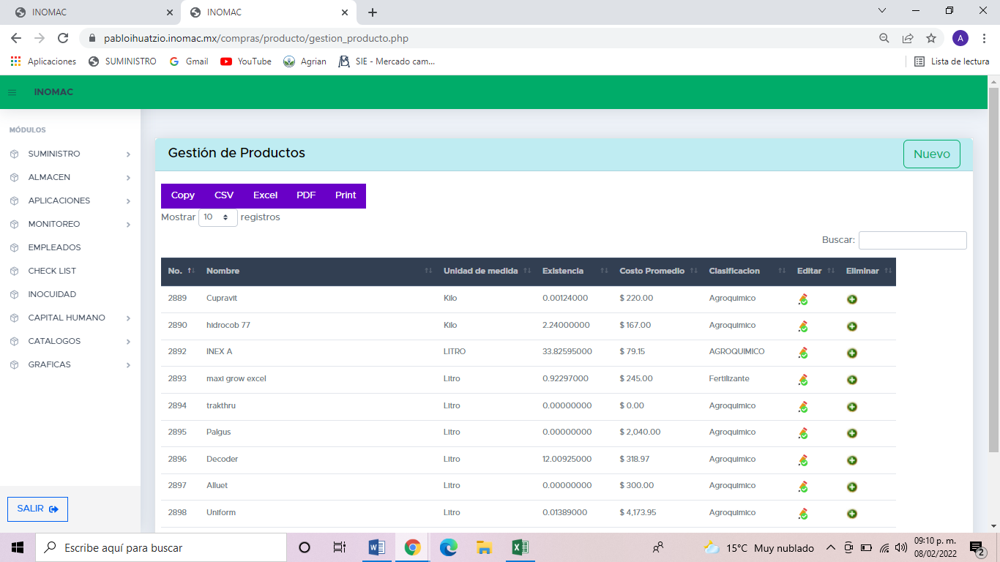 INOMAC
INOMAC
pabloihuatzio.inomac.mx/compras/producto/gestion_producto.php
A
Aplicaciones SUMINISTRO Gmail YouTube Agrian SIE - Mercado cam... Lista de lectura
INOMAC
MÓDULOS
SUMINISTRO
ALMACEN
APLICACIONES
MONITOREO
EMPLEADOS
CHECK LIST
INOCUIDAD
CAPITAL HUMANO
CATALOGOS
GRAFICAS
SALIR
Gestión de Productos Nuevo
Copy CSV Excel PDF Print
Mostrar 10 registros
Buscar:
No. Nombre Unidad de medida Existencia Costo Promedio Clasificacion Editar Eliminar
2889 Cupravit Kilo 0.00124000 $ 220.00 Agroquimico
2890 hidrocob 77 Kilo 2.24000000 $ 167.00 Agroquimico
2892 INEX A LITRO 33.82595000 $ 79.15 AGROQUIMICO
2893 maxi grow excel Litro 0.92297000 $ 245.00 Fertilizante
2894 trakthru Litro 0.00000000 $ 0.00 Agroquimico
2895 Palgus Litro 0.00000000 $ 2,040.00 Agroquimico
2896 Decoder Litro 12.00925000 $ 318.97 Agroquimico
2897 Alluet Litro 0.00000000 $ 300.00 Agroquimico
2898 Uniform Litro 0.01389000 $ 4,173.95 Agroquimico
Escribe aquí para buscar
15°C Muy nublado
09:10 p. m.
08/02/2022
2